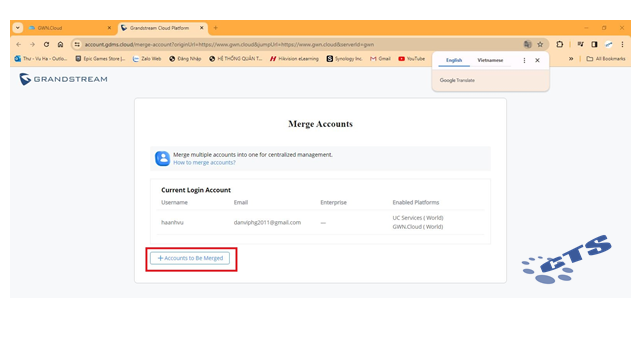 GWN.Cloud
Grandstream Cloud Platform
account.gdms.cloud/merge-account?originUrl=https://www.gwn.cloud&jumpUrl=https://www.gwn.cloud&serverId=gwn
Thư - Vu Ha - Outlo...
Epic Games Store |...
Zalo Web
Đăng Nhập
HỆ THỐNG QUẢN T...
Hikvision eLearning
Synology Inc.
Gmail
YouTube
All Bookmarks
English
Vietnamese
Google Translate
GRANDSTREAM
Merge Accounts
Merge multiple accounts into one for centralized management.
How to merge accounts?
Current Login Account
Username Email Enterprise Enabled Platforms
haanhvu danviphg2011@gmail.com --- UC Services ( World)
GWN.Cloud ( World)
+ Accounts to Be Merged
CTS